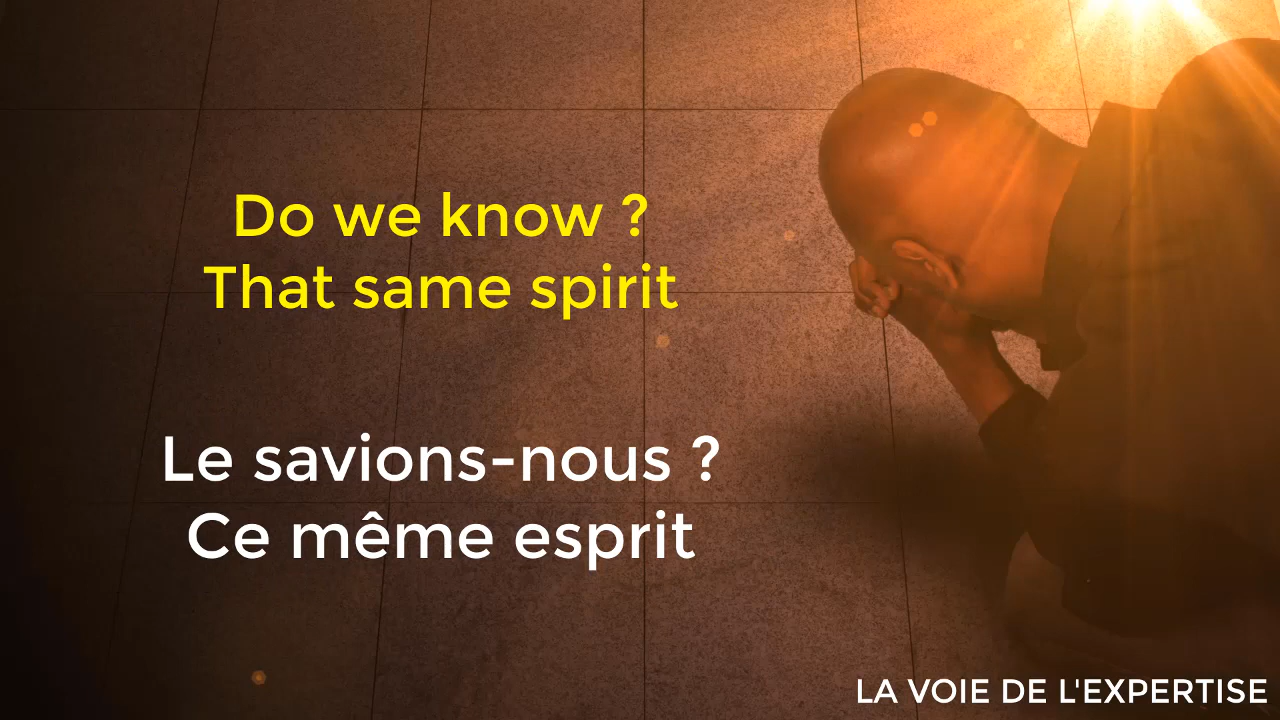 Do we know ?
That same spirit
Le savions-nous ?
Ce même esprit
LA VOIE DE L'EXPERTISE